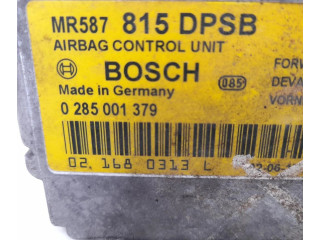 MR587 815 DPSB
AIRBAG CONTROL UNIT
BOSCH
085
FORW
DEVA
VORN
Made in Germany
0 285 001 379
02.168 0313 L